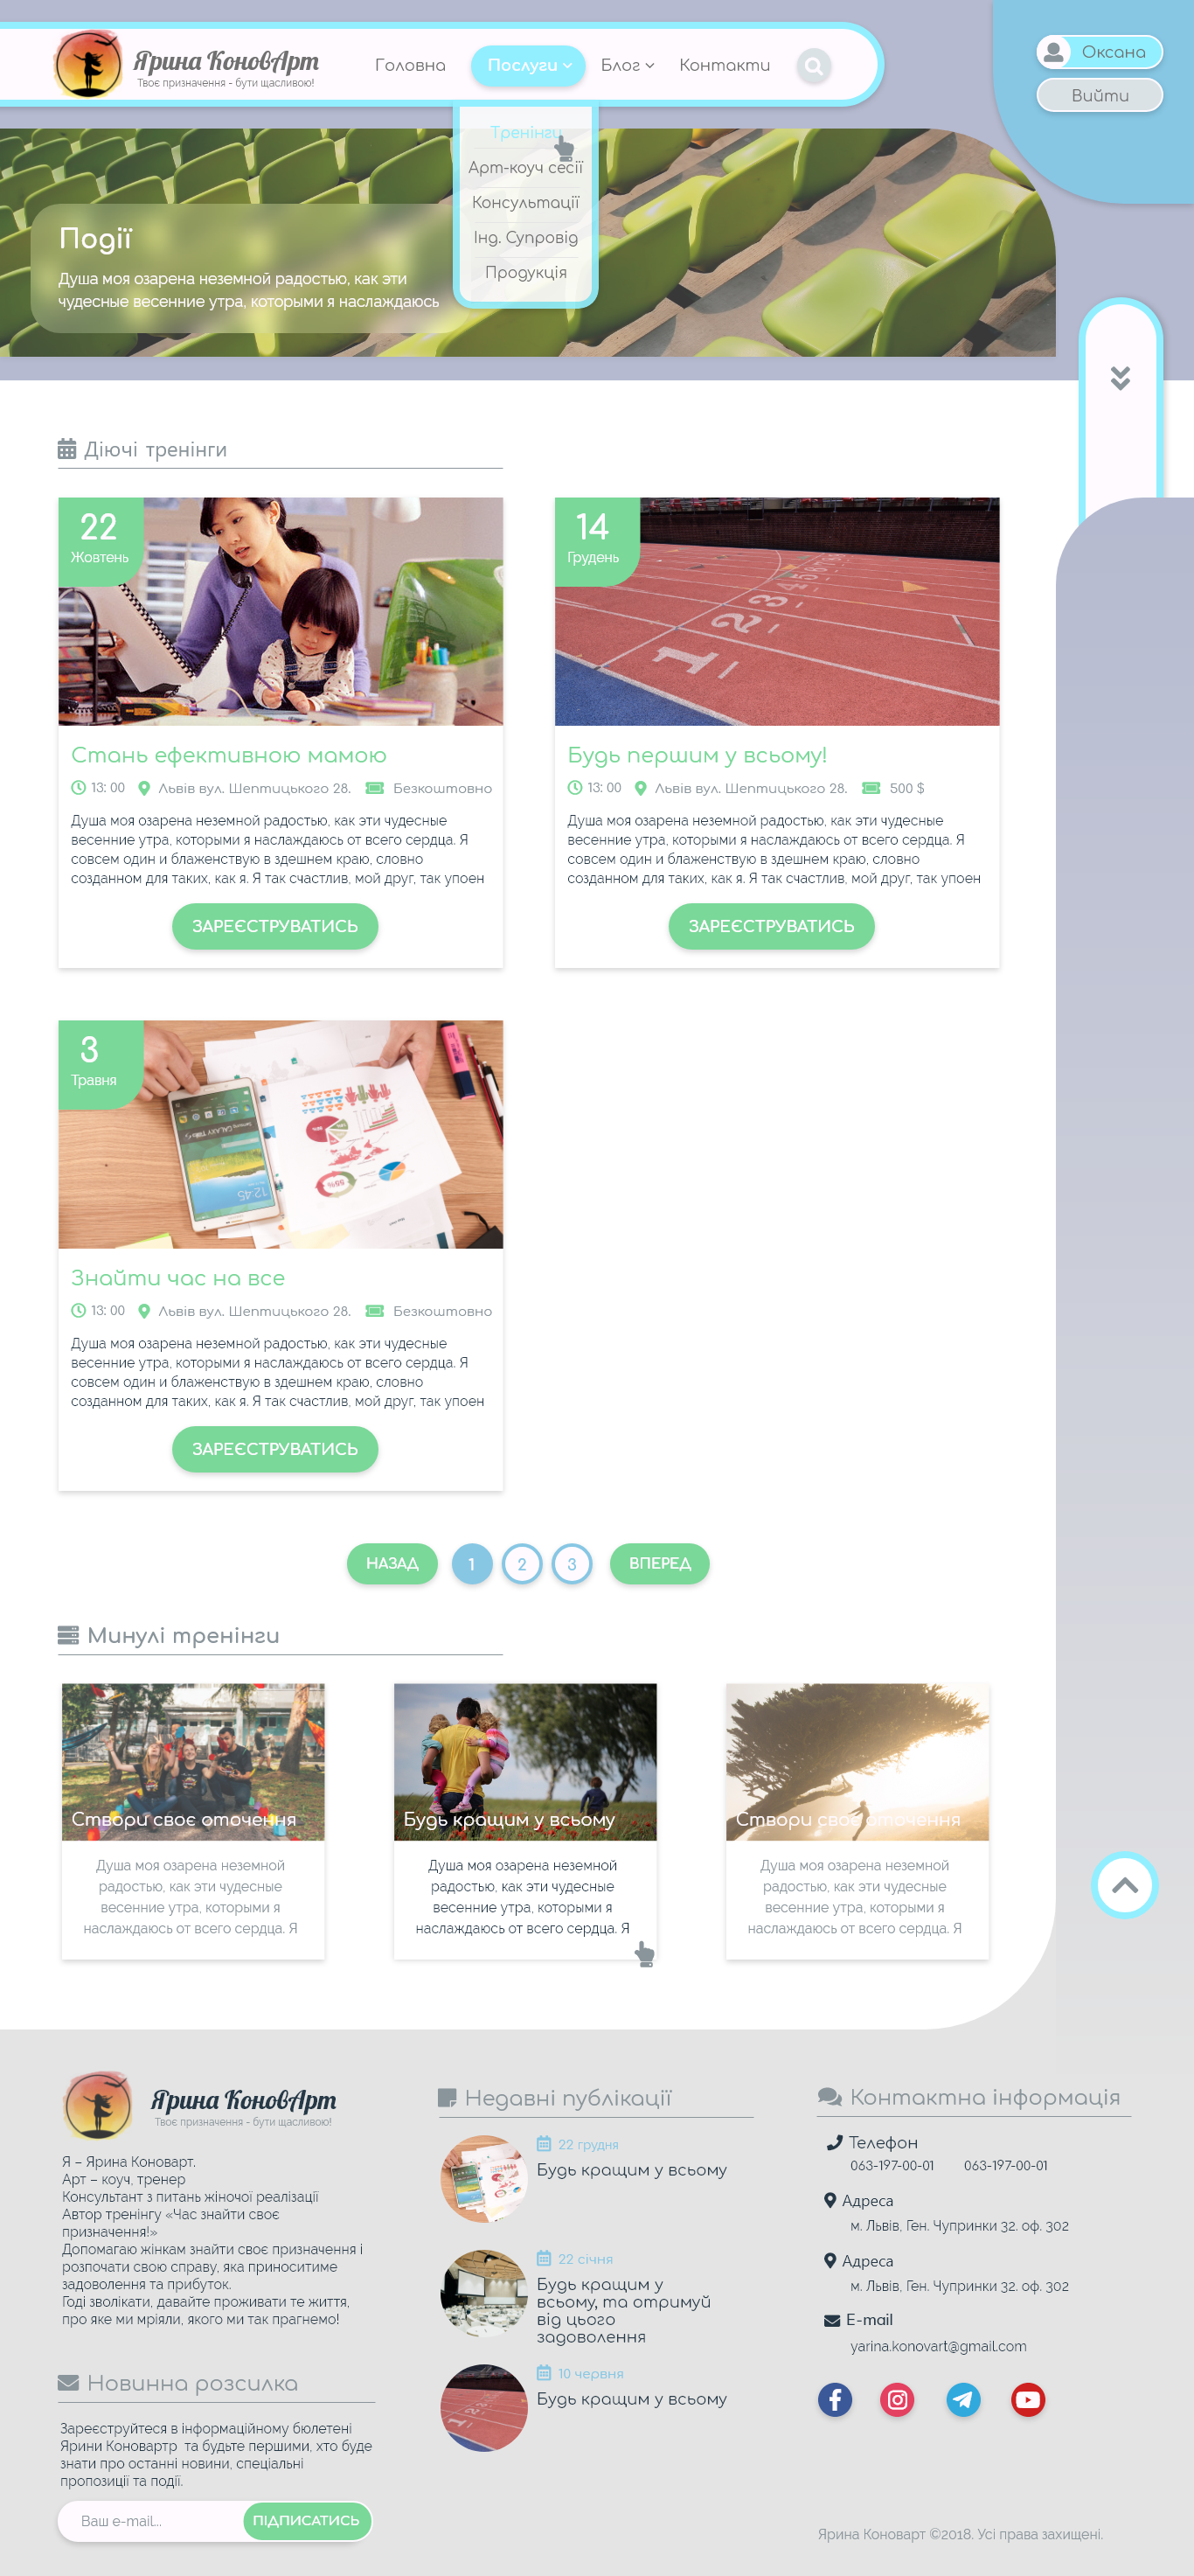 Ярина КоновАрт
Твоє призначення - бути щасливою!
Головна
Послуги
Блог
Контакти
Оксана
Вийти
Тренінги
Арт-коуч сесії
Консультації
Інд. Супровід
Продукція
Події
Душа моя озарена неземной радостью, как эти
чудесные весенние утра, которыми я наслаждаюсь
Діючі тренінги
22
Жовтень
Стань ефективною мамою
13: 00 Львів вул. Шептицького 28. Безкоштовно
Душа моя озарена неземной радостью, как эти чудесные
весенние утра, которыми я наслаждаюсь от всего сердца. Я
совсем один и блаженствую в здешнем краю, словно
созданном для таких, как я. Я так счастлив, мой друг, так упоен
ЗАРЕЄСТРУВАТИСЬ
14
Грудень
1 2 3 4 5
Будь першим у всьому!
13: 00 Львів вул. Шептицького 28. 500 $
Душа моя озарена неземной радостью, как эти чудесные
весенние утра, которыми я наслаждаюсь от всего сердца. Я
совсем один и блаженствую в здешнем краю, словно
созданном для таких, как я. Я так счастлив, мой друг, так упоен
ЗАРЕЄСТРУВАТИСЬ
3
Травня
Знайти час на все
13: 00 Львів вул. Шептицького 28. Безкоштовно
Душа моя озарена неземной радостью, как эти чудесные
весенние утра, которыми я наслаждаюсь от всего сердца. Я
совсем один и блаженствую в здешнем краю, словно
созданном для таких, как я. Я так счастлив, мой друг, так упоен
ЗАРЕЄСТРУВАТИСЬ
НАЗАД 1 2 3 ВПЕРЕД
Минулі тренінги
Створи своє оточення
Душа моя озарена неземной
радостью, как эти чудесные
весенние утра, которыми я
наслаждаюсь от всего сердца. Я
Будь кращим у всьому
Душа моя озарена неземной
радостью, как эти чудесные
весенние утра, которыми я
наслаждаюсь от всего сердца. Я
Створи своє оточення
Душа моя озарена неземной
радостью, как эти чудесные
весенние утра, которыми я
наслаждаюсь от всего сердца. Я
Ярина КоновАрт
Твоє призначення - бути щасливою!
Я – Ярина Коноварт.
Арт – коуч, тренер
Консультант з питань жіночої реалізації
Автор тренінгу «Час знайти своє
призначення!»
Допомагаю жінкам знайти своє призначення і
розпочати свою справу, яка приноситиме
задоволення та прибуток.
Годі зволікати, давайте проживати те життя,
про яке ми мріяли, якого ми так прагнемо!
Новинна розсилка
Зареєструйтеся в інформаційному бюлетені
Ярини Коновартр та будьте першими, хто буде
знати про останні новини, спеціальні
пропозиції та події.
Ваш e-mail...
ПІДПИСАТИСЬ
Недавні публікації
22 грудня
Будь кращим у всьому
22 січня
Будь кращим у
всьому, та отримуй
від цього
задоволення
10 червня
Будь кращим у всьому
Контактна інформація
Телефон
063-197-00-01 063-197-00-01
Адреса
м. Львів, Ген. Чупринки 32. оф. 302
Адреса
м. Львів, Ген. Чупринки 32. оф. 302
E-mail
yarina.konovart@gmail.com
Ярина Коноварт ©2018. Усі права захищені.